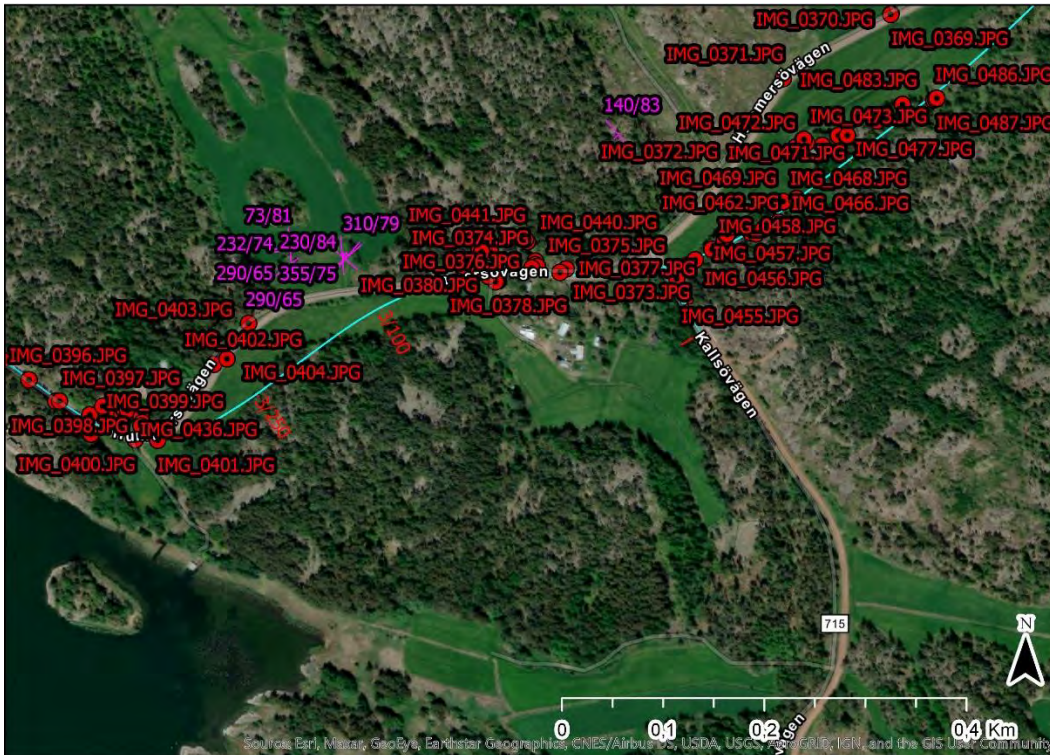 IMG_0370.JPG
IMG_0369.JPG
IMG_0371.JPG
IMG_0483.JPG
IMG_0486.JPG
140/83
IMG_0472.JPG
IMG_0473.JPG
IMG_0487.JPG
IMG_0372.JPG
IMG_0471.JPG
IMG_0477.JPG
IMG_0469.JPG
IMG_0468.JPG
IMG_0462.JPG
IMG_0466.JPG
73/81
310/79
IMG_0441.JPG
IMG_0440.JPG
IMG_0458.JPG
232/74
230/84
IMG_0374.JPG
IMG_0375.JPG
IMG_0457.JPG
290/65
355/75
IMG_0376.JPG
IMG_0377.JPG
IMG_0456.JPG
290/65
IMG_0380.JPG
IMG_0373.JPG
IMG_0378.JPG
IMG_0403.JPG
IMG_0455.JPG
3/100
Kallsövägen
IMG_0402.JPG
IMG_0396.JPG
IMG_0404.JPG
IMG_0397.JPG
IMG_0399.JPG
3/250
IMG_0398.JPG
IMG_0436.JPG
IMG_0400.JPG
IMG_0401.JPG
715
N
0 0,1 0,2 0,4 Km
Source: Esri, Maxar, GeoEye, Earthstar Geographics, CNES/Airbus DS, USDA, USGS, AeroGRID, IGN, and the GIS User Community